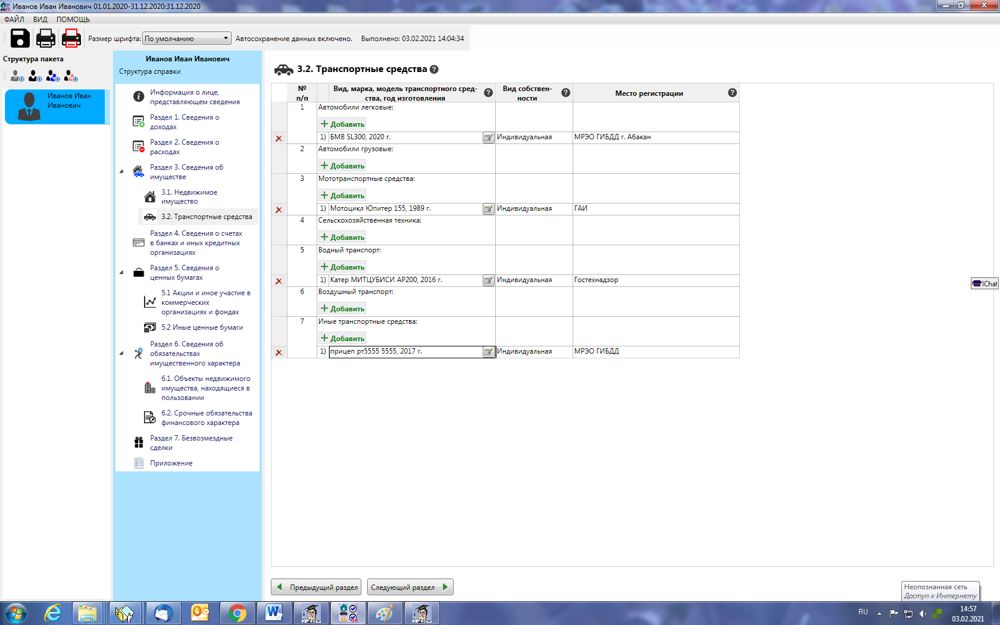 Иванов Иван Иванович 01.01.2020-31.12.2020:31.12.2020
ФАЙЛ ВИД ПОМОЩЬ
Размер шрифта: По умолчанию Автосохранение данных включено. Выполнено: 03.02.2021 14:04:34
Структура пакета
Иванов Иван
Иванович
Иванов Иван Иванович
Структура справки
Информация о лице,
представляющем сведения
Раздел 1. Сведения о
доходах
Раздел 2. Сведения о
расходах
Раздел 3. Сведения об
имуществе
3.1. Недвижимое
имущество
3.2. Транспортные средства
Раздел 4. Сведения о счетах
в банках и иных кредитных
организациях
Раздел 5. Сведения о
ценных бумагах
5.1 Акции и иное участие в
коммерческих
организациях и фондах
5.2 Иные ценные бумаги
Раздел 6. Сведения об
обязательствах
имущественного характера
6.1. Объекты недвижимого
имущества, находящиеся в
пользовании
6.2. Срочные обязательства
финансового характера
Раздел 7. Безвозмездные
сделки
Приложение
3.2. Транспортные средства ?
№
п/п
Вид, марка, модель транспортного сред-
ства, год изготовления ?
Вид собствен-
ности ?
Место регистрации ?
1 Автомобили легковые:
+ Добавить
1) БМВ SL300, 2020 г. Индивидуальная МРЭО ГИБДД г. Абакан
2 Автомобили грузовые:
+ Добавить
3 Мототранспортные средства:
+ Добавить
1) Мотоцикл Юпитер 155, 1989 г. Индивидуальная ГАИ
4 Сельскохозяйственная техника:
+ Добавить
5 Водный транспорт:
+ Добавить
1) Катер МИТЦУБИСИ АР200, 2016 г. Индивидуальная Гостехнадзор
6 Воздушный транспорт:
+ Добавить
7 Иные транспортные средства:
+ Добавить
1) прицеп рт5555 5555, 2017 г. Индивидуальная МРЭО ГИБДД
IChat
Предыдущий раздел Следующий раздел
Неопознанная сеть
Доступ к Интернету
RU
14:57
03.02.2021